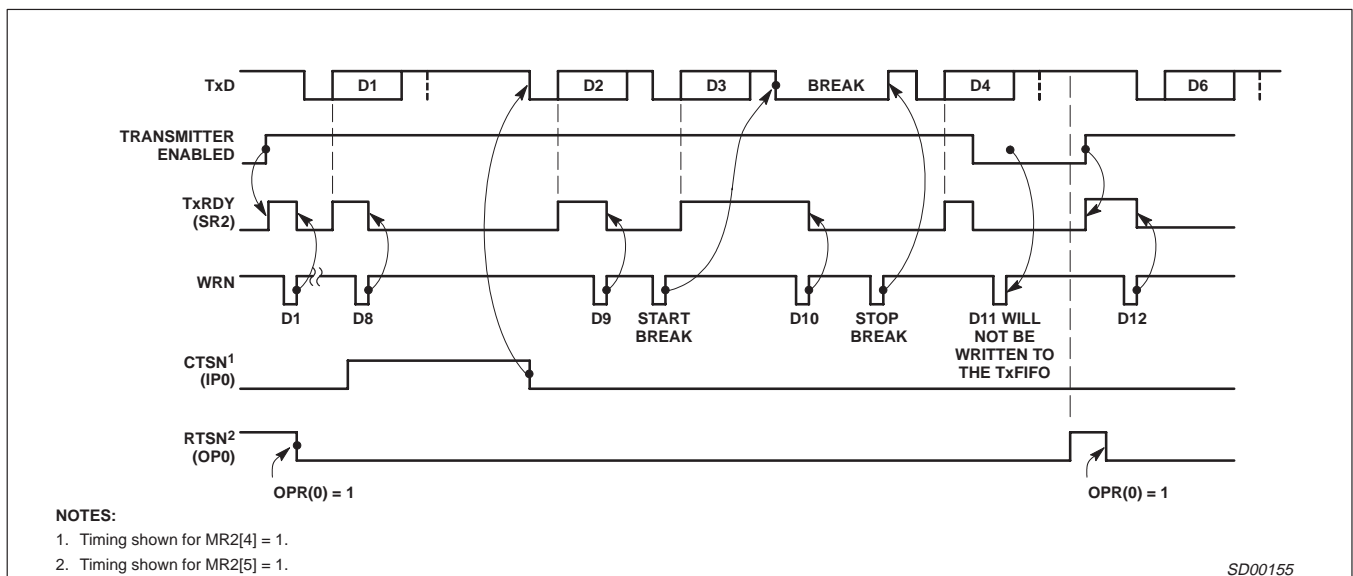 TxD
D1
D2
D3
BREAK
D4
D6
TRANSMITTER
ENABLED
TxRDY
(SR2)
WRN
D1
D8
D9
START
BREAK
D10
STOP
BREAK
D11 WILL
NOT BE
WRITTEN TO
THE TxFIFO
D12
CTSN1
(IP0)
RTSN2
(OP0)
OPR(0) = 1
OPR(0) = 1
NOTES:
1. Timing shown for MR2[4] = 1.
2. Timing shown for MR2[5] = 1.
SD00155